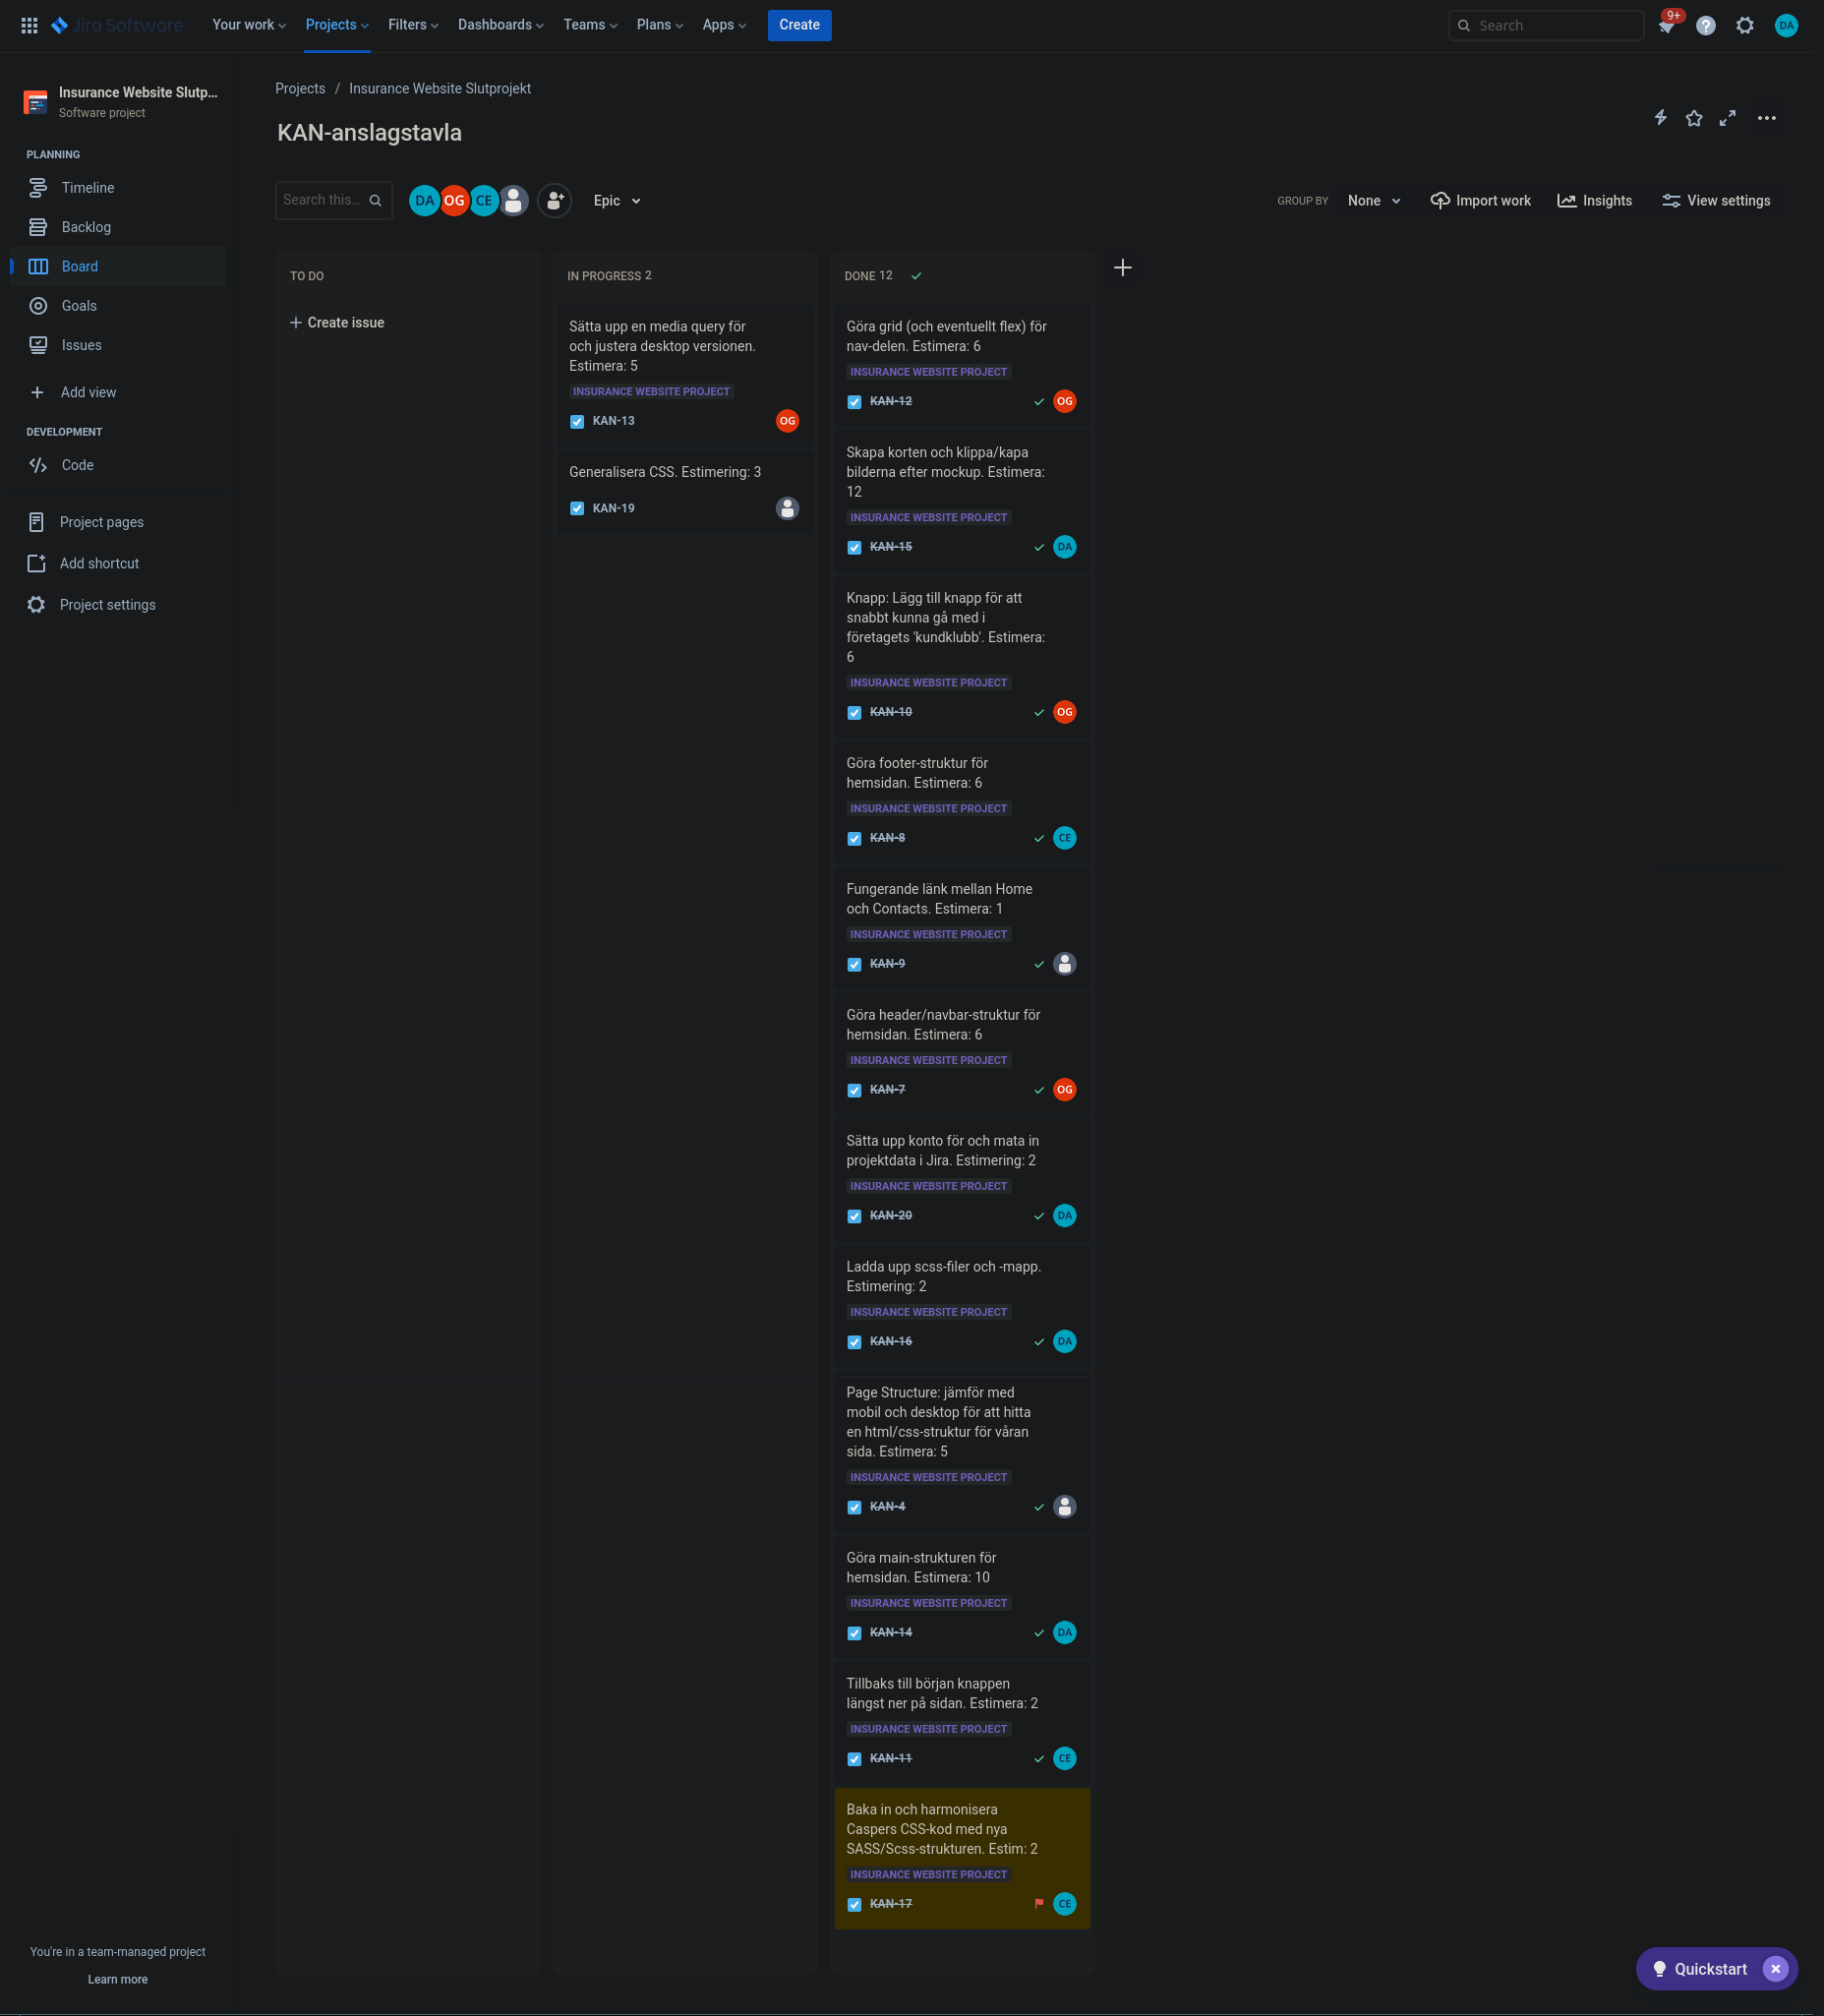 Jira Software
Your work
Projects
Filters
Dashboards
Teams
Plans
Apps
Create
Search
9+
DA
Insurance Website Slutp...
Software project
PLANNING
Timeline
Backlog
Board
Goals
Issues
Add view
DEVELOPMENT
Code
Project pages
Add shortcut
Project settings
You're in a team-managed project
Learn more
Projects / Insurance Website Slutprojekt
KAN-anslagstavla
Search this...
DA
OG
CE
Epic
GROUP BY
None
Import work
Insights
View settings
TO DO
Create issue
IN PROGRESS 2
Sätta upp en media query för
och justera desktop versionen.
Estimera: 5
INSURANCE WEBSITE PROJECT
KAN-13
OG
Generalisera CSS. Estimering: 3
KAN-19
DONE 12
Göra grid (och eventuellt flex) för
nav-delen. Estimera: 6
INSURANCE WEBSITE PROJECT
KAN-12
OG
Skapa korten och klippa/kapa
bilderna efter mockup. Estimera:
12
INSURANCE WEBSITE PROJECT
KAN-15
DA
Knapp: Lägg till knapp för att
snabbt kunna gå med i
företagets 'kundklubb'. Estimera:
6
INSURANCE WEBSITE PROJECT
KAN-10
OG
Göra footer-struktur för
hemsidan. Estimera: 6
INSURANCE WEBSITE PROJECT
KAN-8
CE
Fungerande länk mellan Home
och Contacts. Estimera: 1
INSURANCE WEBSITE PROJECT
KAN-9
Göra header/navbar-struktur för
hemsidan. Estimera: 6
INSURANCE WEBSITE PROJECT
KAN-7
OG
Sätta upp konto för och mata in
projektdata i Jira. Estimering: 2
INSURANCE WEBSITE PROJECT
KAN-20
DA
Ladda upp scss-filer och -mapp.
Estimering: 2
INSURANCE WEBSITE PROJECT
KAN-16
DA
Page Structure: jämför med
mobil och desktop för att hitta
en html/css-struktur för våran
sida. Estimera: 5
INSURANCE WEBSITE PROJECT
KAN-4
Göra main-strukturen för
hemsidan. Estimera: 10
INSURANCE WEBSITE PROJECT
KAN-14
DA
Tillbaks till början knappen
längst ner på sidan. Estimera: 2
INSURANCE WEBSITE PROJECT
KAN-11
CE
Baka in och harmonisera
Caspers CSS-kod med nya
SASS/Scss-strukturen. Estim: 2
INSURANCE WEBSITE PROJECT
KAN-17
CE
Quickstart